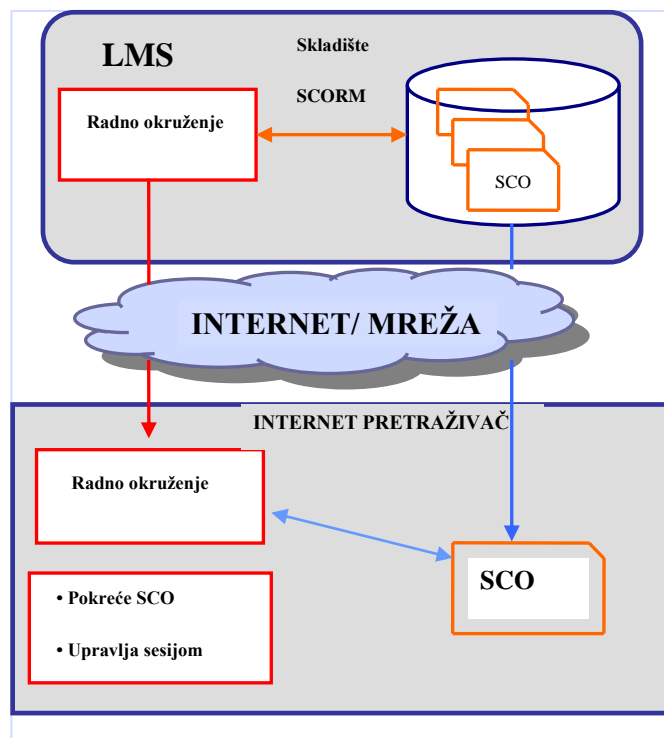 LMS
Skladište
SCORM
Radno okruženje
SCO
INTERNET/ MREŽA
INTERNET PRETRAŽIVAČ
Radno okruženje
SCO
• Pokreće SCO
• Upravlja sesijom